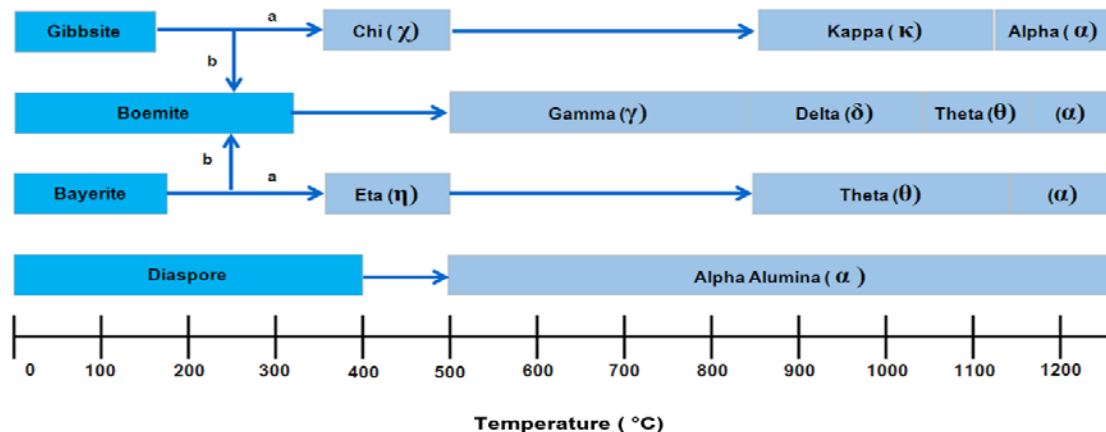 a
Gibbsite Chi (χ) Kappa (κ) Alpha (α)
b
Boemite Gamma (γ) Delta (δ) Theta (θ) (α)
b
a
Bayerite Eta (η) Theta (θ) (α)
Diaspore Alpha Alumina (α )
0 100 200 300 400 500 600 700 800 900 1000 1100 1200
Temperature ( °C)